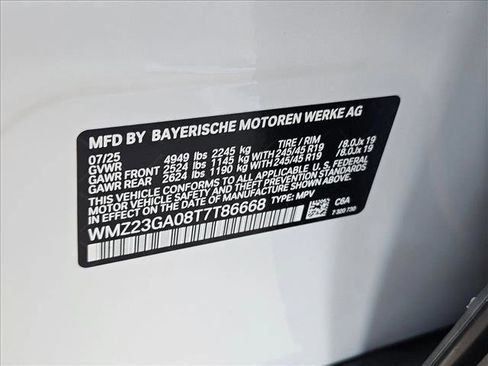 MFD BY BAYERISCHE MOTOREN WERKE AG
07/25 TIRE / RIM
GVWR 4949 lbs 2245 kg
GAWR FRONT 2524 lbs 1145 kg WITH 245/45 R19 / 8.0Jx 19
GAWR REAR 2624 lbs 1190 kg WITH 245/45 R19 / 8.0Jx 19
THIS VEHICLE CONFORMS TO ALL APPLICABLE U.S. FEDERAL
MOTOR VEHICLE SAFETY AND THEFT PREVENTION
STANDARDS IN EFFECT ON THE DATE OF MANUFACTURE SHOWN ABOVE.
WMZ23GA08T7T86668 TYPE: MPV
C6A
7 320 730